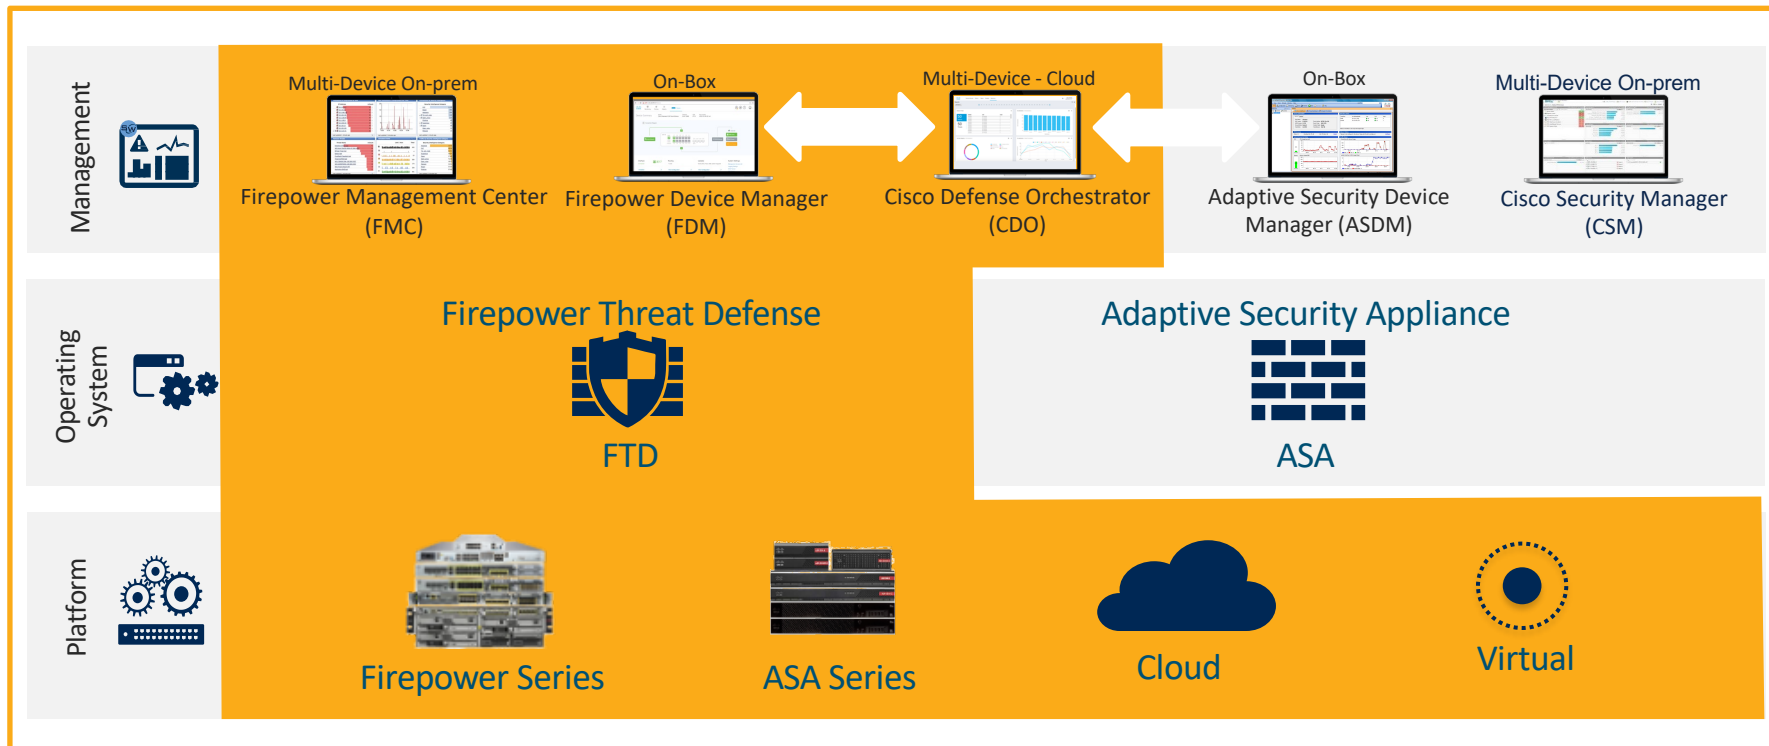 Management
Multi-Device On-prem
Firepower Management Center
(FMC)
On-Box
Firepower Device Manager
(FDM)
Multi-Device - Cloud
Cisco Defense Orchestrator
(CDO)
On-Box
Adaptive Security Device
Manager (ASDM)
Multi-Device On-prem
Cisco Security Manager
(CSM)
Operating
System
Firepower Threat Defense
FTD
Adaptive Security Appliance
ASA
Platform
Firepower Series
ASA Series
Cloud
Virtual